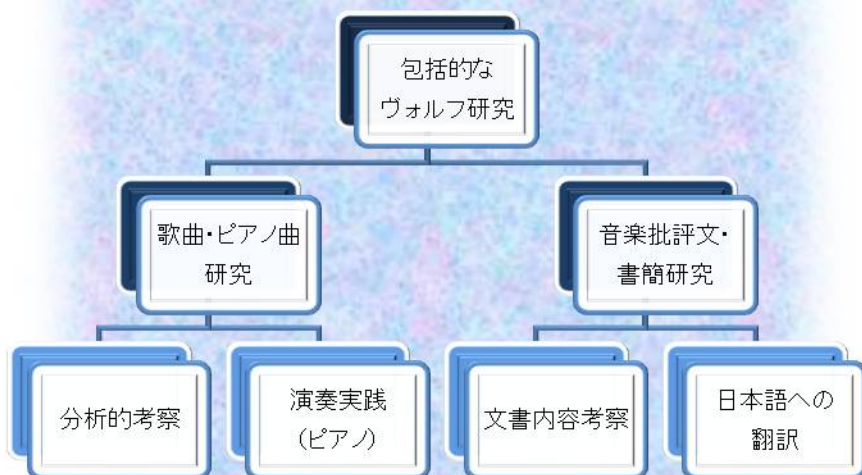 包括的な
ヴォルフ研究
歌曲・ピアノ曲
研究
音楽批評文・
書簡研究
分析的考察
演奏実践
(ピアノ)
文書内容考察
日本語への
翻訳